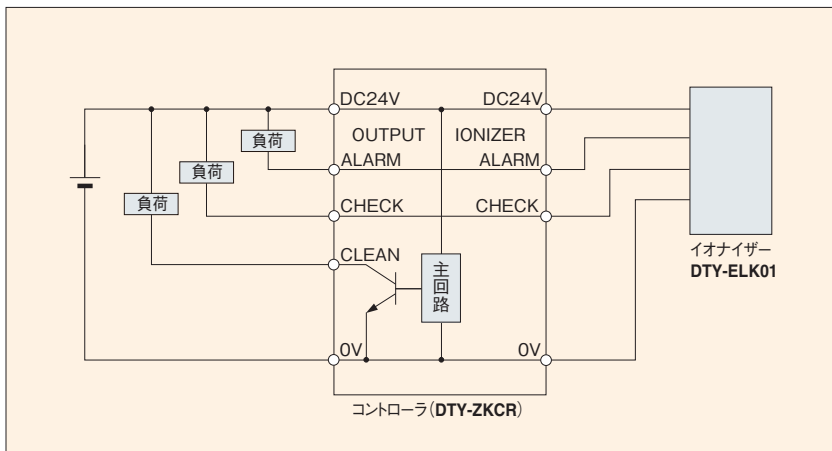 DC24V DC24V
負荷 OUTPUT IONIZER
ALARM ALARM
負荷
負荷 CHECK CHECK
CLEAN
主回路
イオナイザー
DTY-ELK01
0V 0V
コントローラ(DTY-ZKCR)